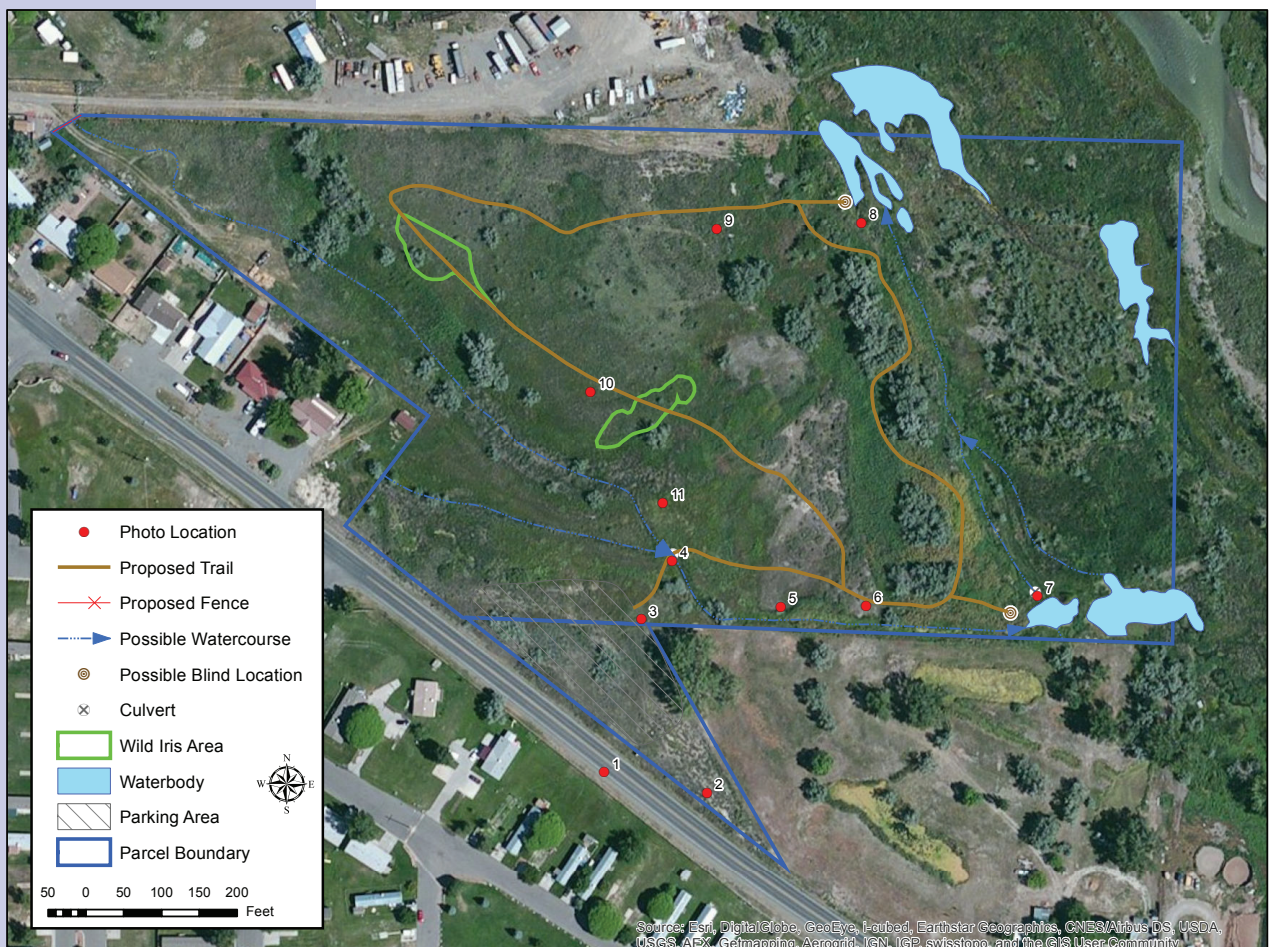 9
8
10
11
4
3
5
6
7
1
2
Photo Location
Proposed Trail
Proposed Fence
Possible Watercourse
Possible Blind Location
Culvert
Wild Iris Area
Waterbody
Parking Area
Parcel Boundary
N
W E
S
50 0 50 100 150 200
Feet
Source: Esri, DigitalGlobe, GeoEye, i-cubed, Earthstar Geographics, CNES/Airbus DS, USDA,
USGS, AEX, Getmapping, Aerogrid, IGN, IGP, swisstopo, and the GIS User Community